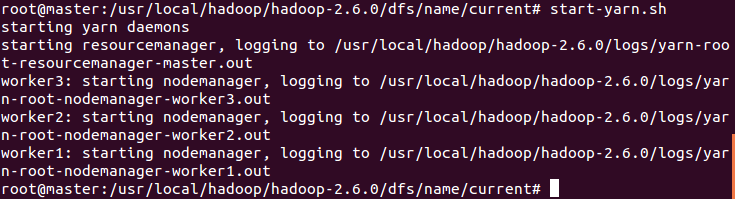 root@master:/usr/local/hadoop/hadoop-2.6.0/dfs/name/current# start-yarn.sh
starting yarn daemons
starting resourcemanager, logging to /usr/local/hadoop/hadoop-2.6.0/logs/yarn-roo
t-resourcemanager-master.out
worker3: starting nodemanager, logging to /usr/local/hadoop/hadoop-2.6.0/logs/yar
n-root-nodemanager-worker3.out
worker2: starting nodemanager, logging to /usr/local/hadoop/hadoop-2.6.0/logs/yar
n-root-nodemanager-worker2.out
worker1: starting nodemanager, logging to /usr/local/hadoop/hadoop-2.6.0/logs/yar
n-root-nodemanager-worker1.out
root@master:/usr/local/hadoop/hadoop-2.6.0/dfs/name/current#